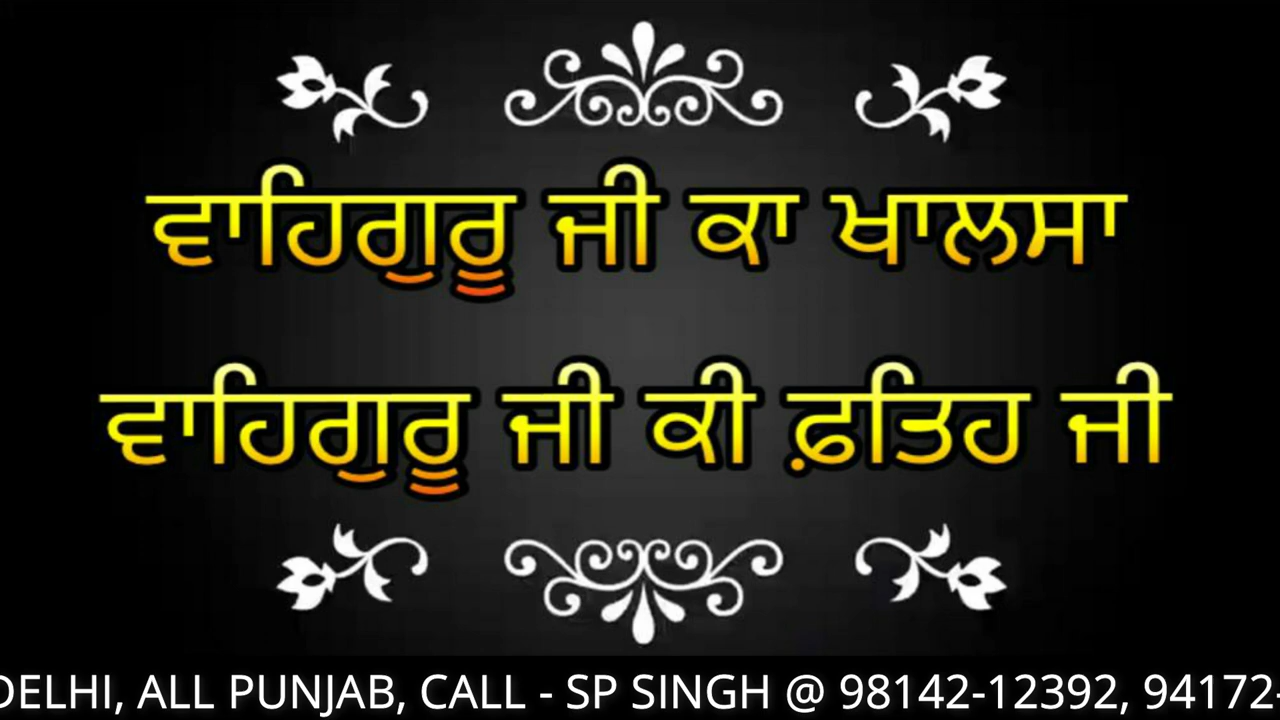 ਵਾਹਿਗੁਰੂ ਜੀ ਕਾ ਖਾਲਸਾ
ਵਾਹਿਗੁਰੂ ਜੀ ਕੀ ਫ਼ਤਿਹ ਜੀ
DELHI, ALL PUNJAB, CALL - SP SINGH @ 98142-12392, 94172-